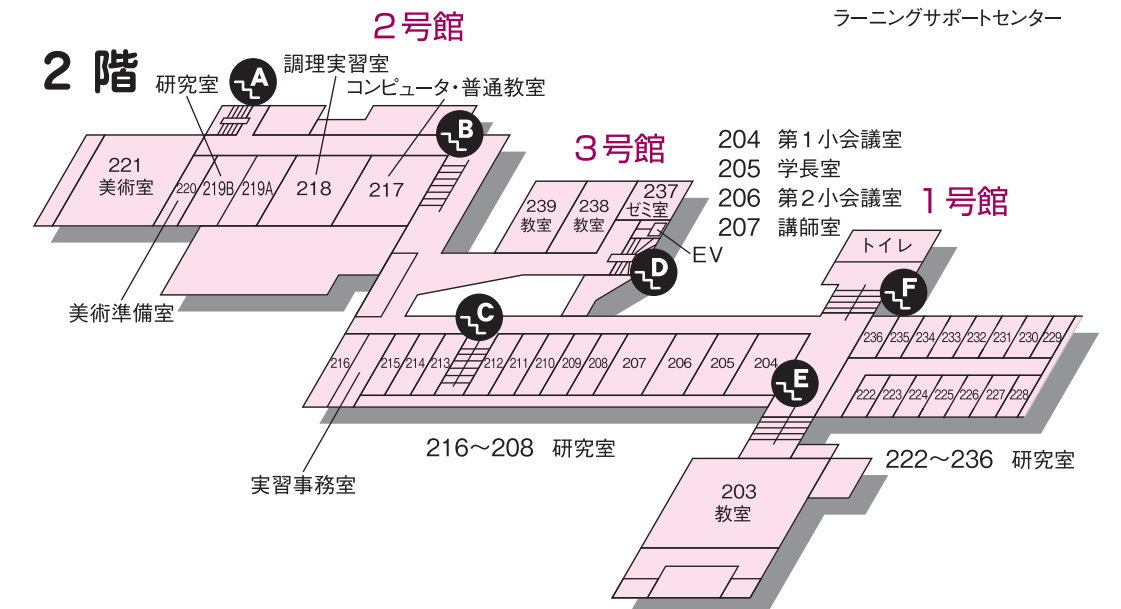 ラーニングサポートセンター
2号館
2 階
A
調理実習室
研究室
コンピュータ・普通教室
B
3号館
204 第1小会議室
205 学長室
206 第2小会議室
207 講師室
1号館
221
美術室
220
219B
219A
218
217
239
教室
238
教室
237
ゼミ室
EV
D
トイレ
F
美術準備室
C
216
215
214
213
212
211
210
209
208
207
206
205
204
E
236
235
234
233
232
231
230
229
222
223
224
225
226
227
228
216〜208 研究室
222〜236 研究室
実習事務室
203
教室